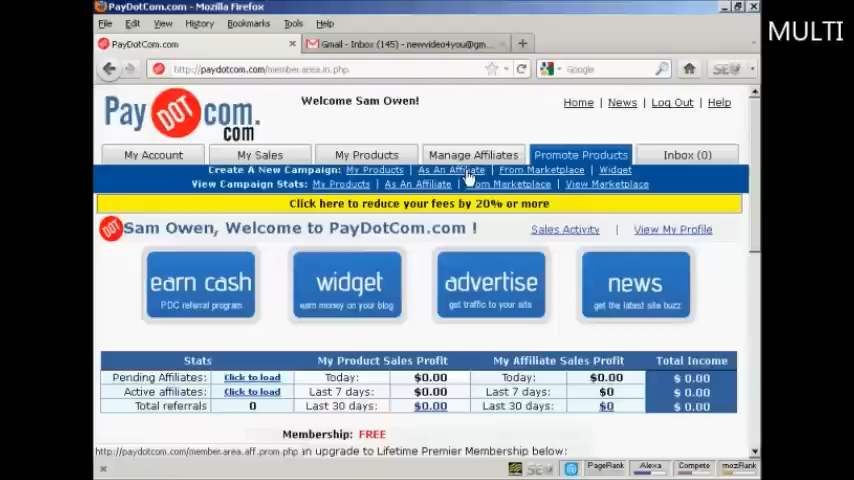 PayDotCom - Mozilla Firefox
MULTI
File Edit View History Bookmarks Tools Help
PayDotCom.com
Gmail - Inbox (145) - newvideo4you@gm...
http://paydotcom.com/member.area.in.php
Google
Pay DOT com.
.com
Welcome Sam Owen!
Home | News | Log Out | Help
My Account My Sales My Products Manage Affiliates Promote Products Inbox (0)
Create A New Campaign: My Products | As An Affiliate | From Marketplace | Widget
View Campaign Stats: My Products | As An Affiliate | From Marketplace | View Marketplace
Click here to reduce your fees by 20% or more
DOT Sam Owen, Welcome to PayDotCom.com !
Sales Activity | View My Profile
earn cash widget advertise news
PDC referral program earn money on your blog get traffic to your site get the latest site buzz
Stats My Product Sales Profit My Affiliate Sales Profit Total Income
Pending Affiliates: Click to load Today: $0.00 Today: $0.00 $ 0.00
Active affiliates: Click to load Last 7 days: $0.00 Last 7 days: $0 $ 0.00
Total referrals 0 Last 30 days: $0.00 Last 30 days: $0 $ 0.00
Membership: FREE
http://paydotcom.com/member.area.aff.prom.php in upgrade to Lifetime Premier Membership below:
PageRank Alexa Compete mozRank